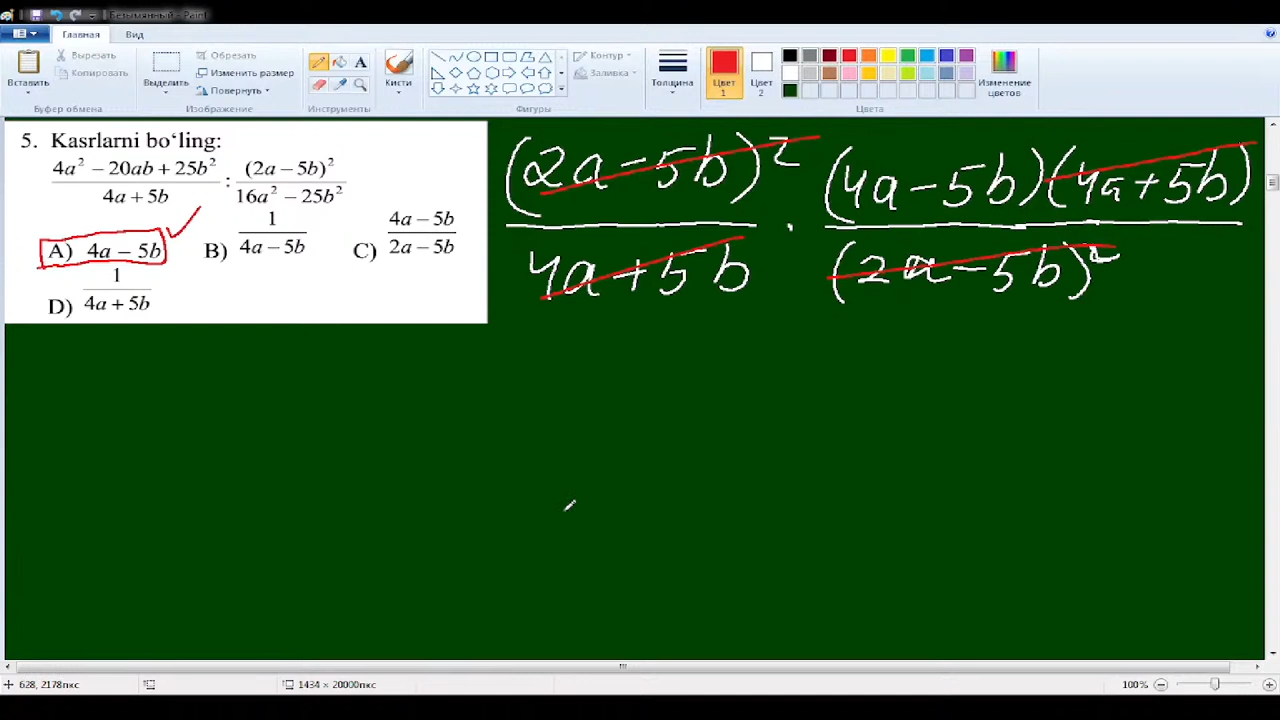 Безымянный - Paint
Главная Вид
Вставить
Вырезать
Копировать
Буфер обмена
Выделить
Обрезать
Изменить размер
Повернуть
Изображение
A
Инструменты
Кисти
Контур
Заливка
Фигуры
Толщина
Цвет 1
Цвет 2
Изменение цветов
Цвета
5. Kasrlarni bo‘ling:
4a² − 20ab + 25b² / 4a + 5b : (2a − 5b)² / 16a² − 25b²
A) 4a − 5b B) 1 / 4a − 5b C) 4a − 5b / 2a − 5b
D) 1 / 4a + 5b
(2a − 5b)² / 4a + 5b · (4a − 5b)(4a + 5b) / (2a − 5b)²
628, 2178пкс 1434 × 20000пкс 100%